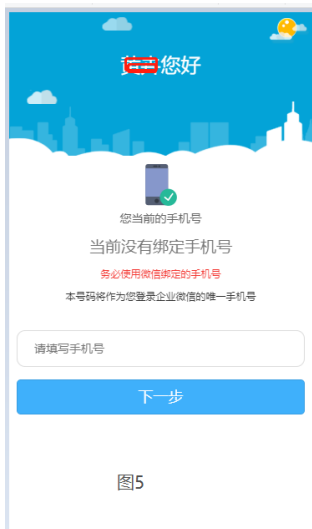 您好
您当前的手机号
当前没有绑定手机号
务必使用微信绑定的手机号
本号码将作为您登录企业微信的唯一手机号
请填写手机号
下一步
图5